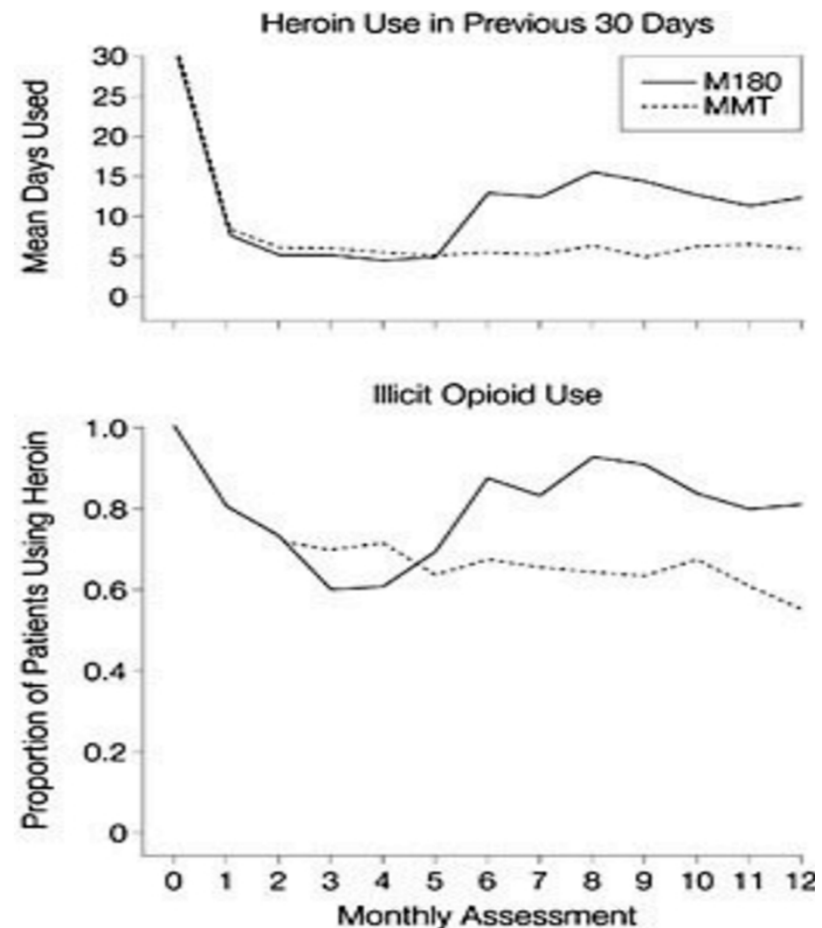 Heroin Use in Previous 30 Days
Mean Days Used
30
25
20
15
10
5
0
M180
MMT
Illicit Opioid Use
Proportion of Patients Using Heroin
1.0
0.8
0.6
0.4
0.2
0
0 1 2 3 4 5 6 7 8 9 10 11 12
Monthly Assessment